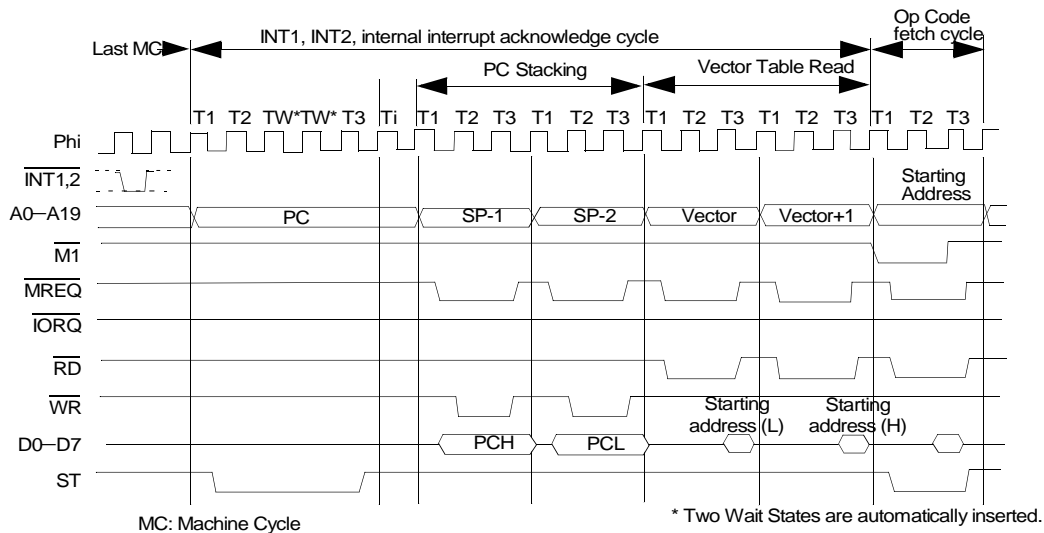 Last MC
INT1, INT2, internal interrupt acknowledge cycle
Op Code
fetch cycle
PC Stacking
Vector Table Read
T1 T2 TW*TW* T3 Ti T1 T2 T3 T1 T2 T3 T1 T2 T3 T1 T2 T3 T1 T2 T3
Phi
INT1,2
Starting
Address
A0–A19
PC
SP-1
SP-2
Vector
Vector+1
M1
MREQ
IORQ
RD
WR
Starting
address (L)
Starting
address (H)
D0–D7
PCH
PCL
ST
MC: Machine Cycle
* Two Wait States are automatically inserted.